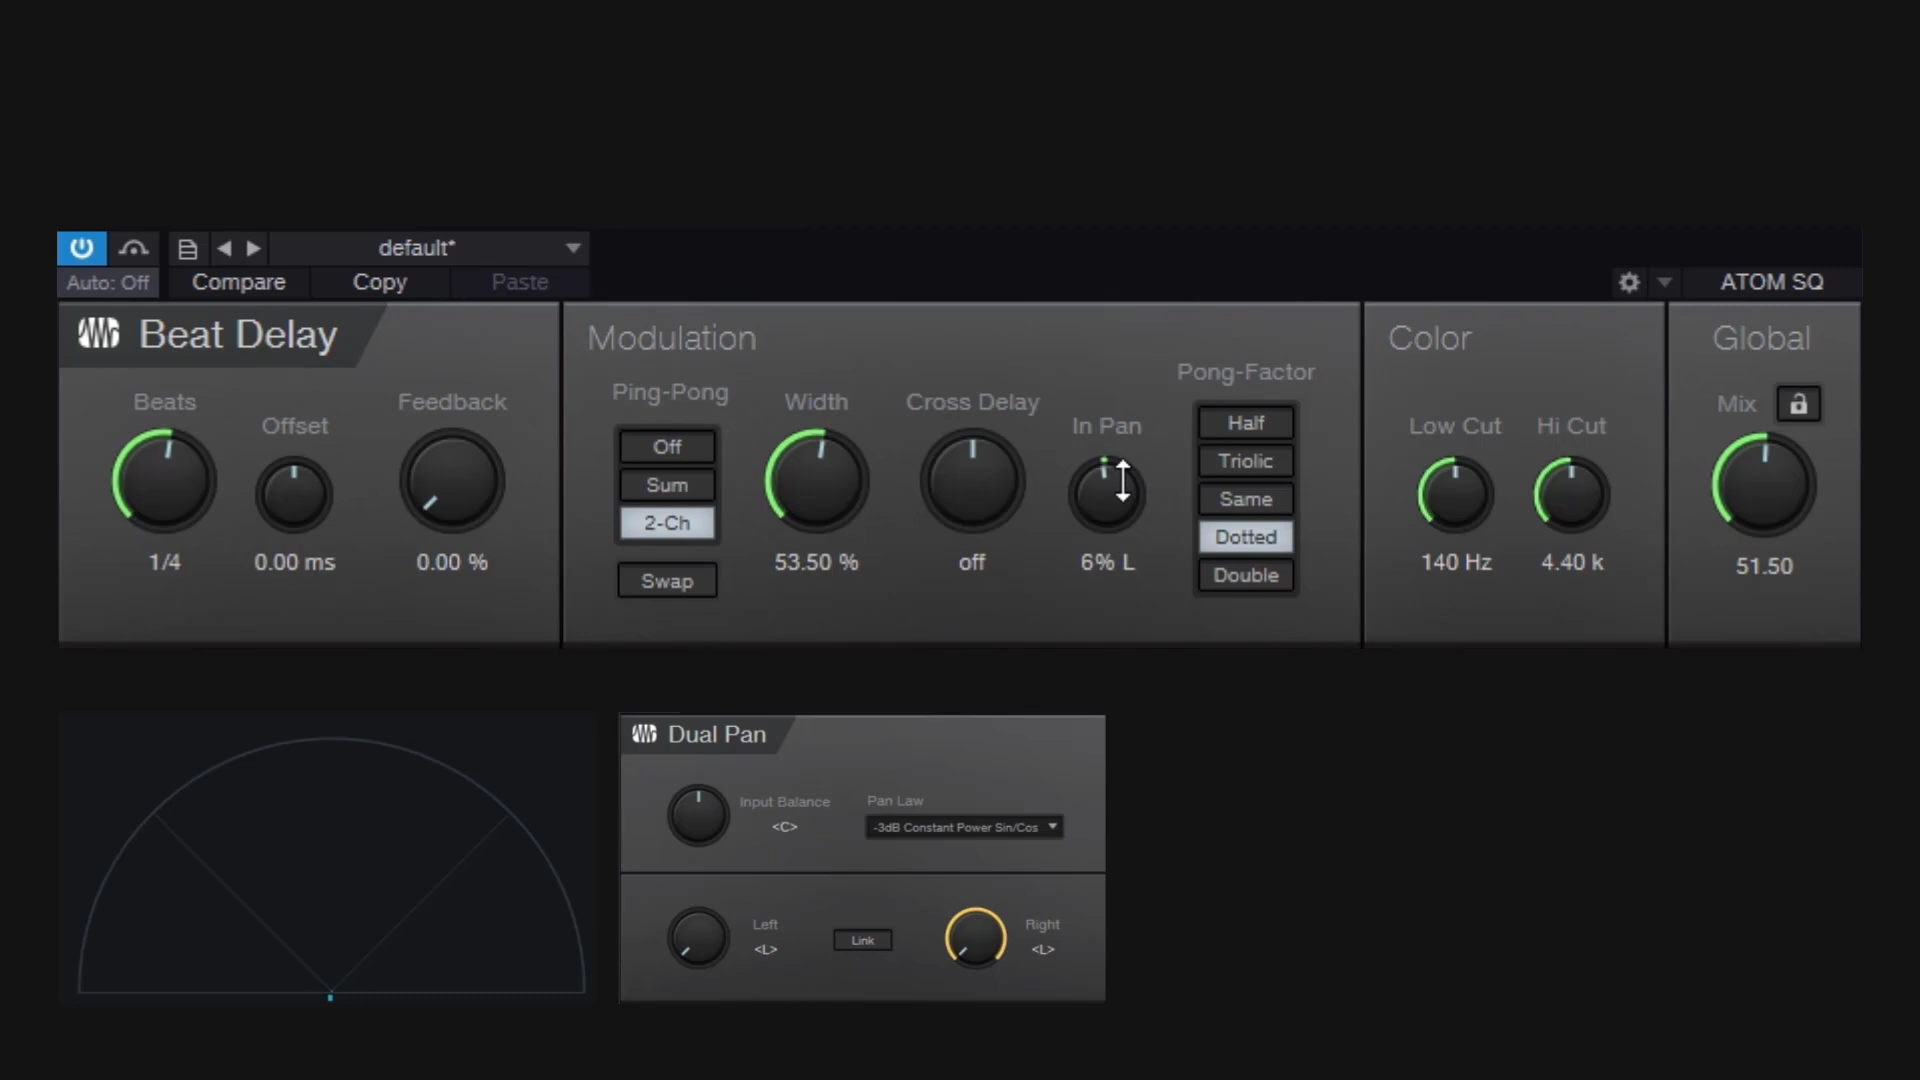 default*
Auto: Off
Compare
Copy
Paste
ATOM SQ
Beat Delay
Beats
1/4
Offset
0.00 ms
Feedback
0.00 %
Modulation
Ping-Pong
Off
Sum
2-Ch
Swap
Width
53.50 %
Cross Delay
off
In Pan
6% L
Pong-Factor
Half
Triolic
Same
Dotted
Double
Color
Low Cut
140 Hz
Hi Cut
4.40 k
Global
Mix
51.50
Dual Pan
Input Balance
<C>
Pan Law
-3dB Constant Power Sin/Cos
Left
<L>
Link
Right
<L>